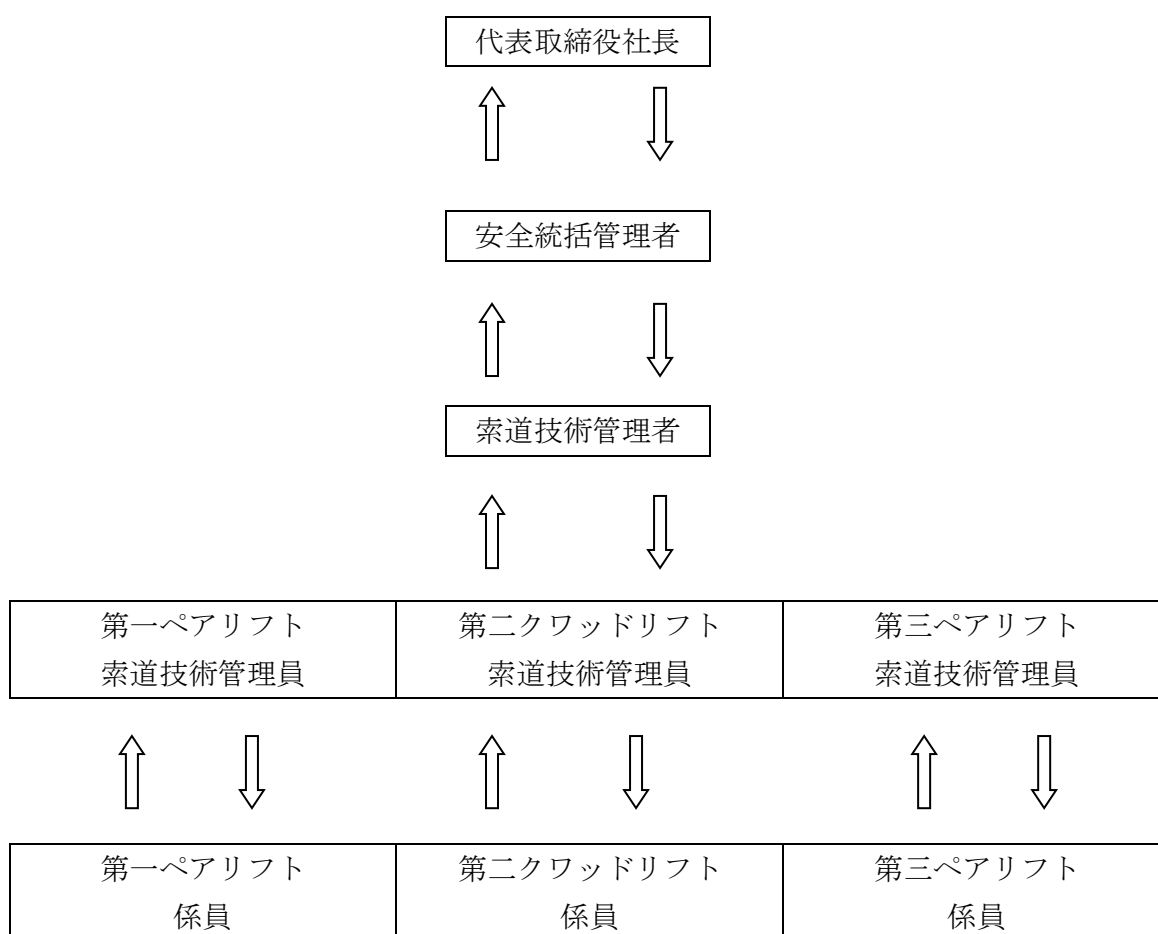 代表取締役社長
安全統括管理者
索道技術管理者
第一ペアリフト
索道技術管理員
第二クワッドリフト
索道技術管理員
第三ペアリフト
索道技術管理員
第一ペアリフト
係員
第二クワッドリフト
係員
第三ペアリフト
係員